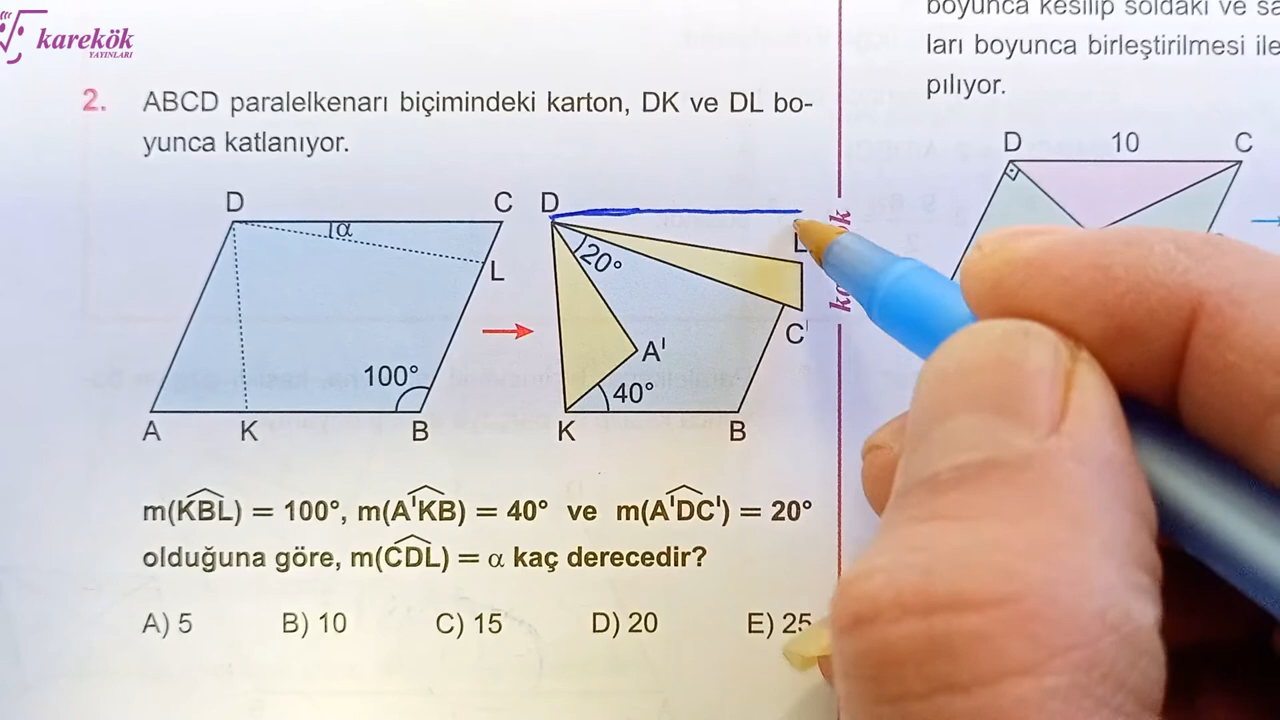 karekök
YAYINLARI
2. ABCD paralelkenarı biçimindeki karton, DK ve DL bo-
yunca katlanıyor.
D C
α
L
100°
A K B
D
20°
L
C'
A'
40°
K B
m(KBL) = 100°, m(A'KB) = 40° ve m(A'DC') = 20°
olduğuna göre, m(CDL) = α kaç derecedir?
A) 5 B) 10 C) 15 D) 20 E) 25
boyunca kesilip soldaki ve
ları boyunca birleştirilmesi ile
pılıyor.
D 10 C